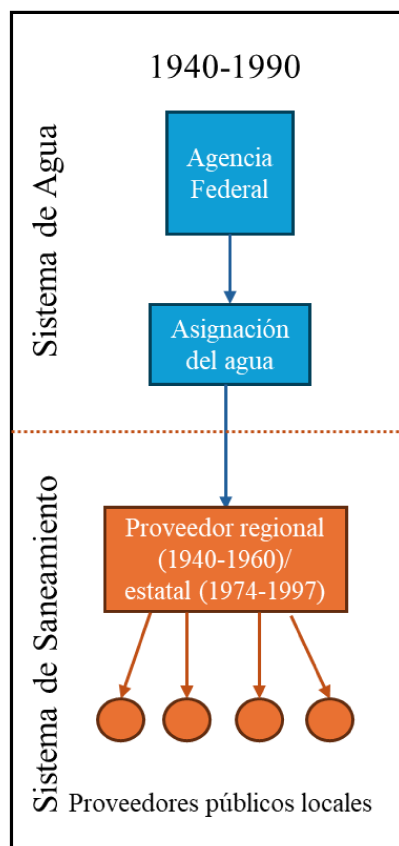 1940-1990
Sistema de Agua
Agencia
Federal
Asignación
del agua
Sistema de Saneamiento
Proveedor regional
(1940-1960)/
estatal (1974-1997)
Proveedores públicos locales